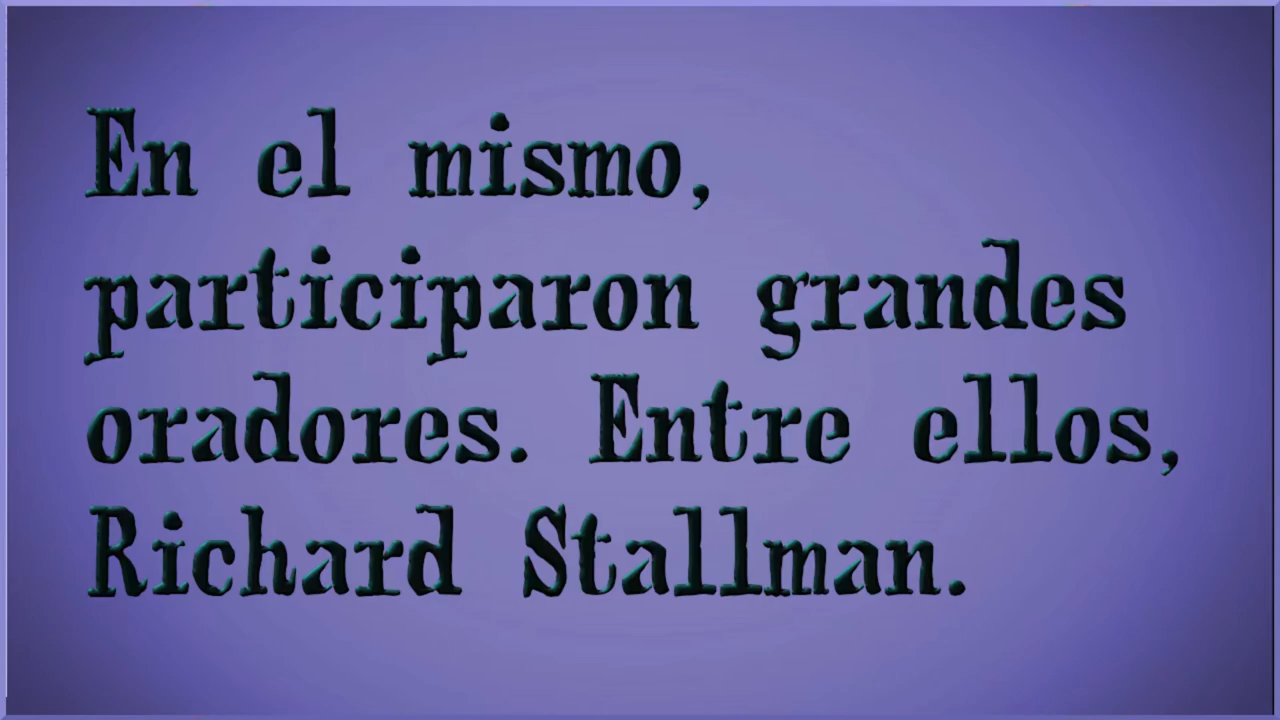 En el mismo,
participaron grandes
oradores. Entre ellos,
Richard Stallman.